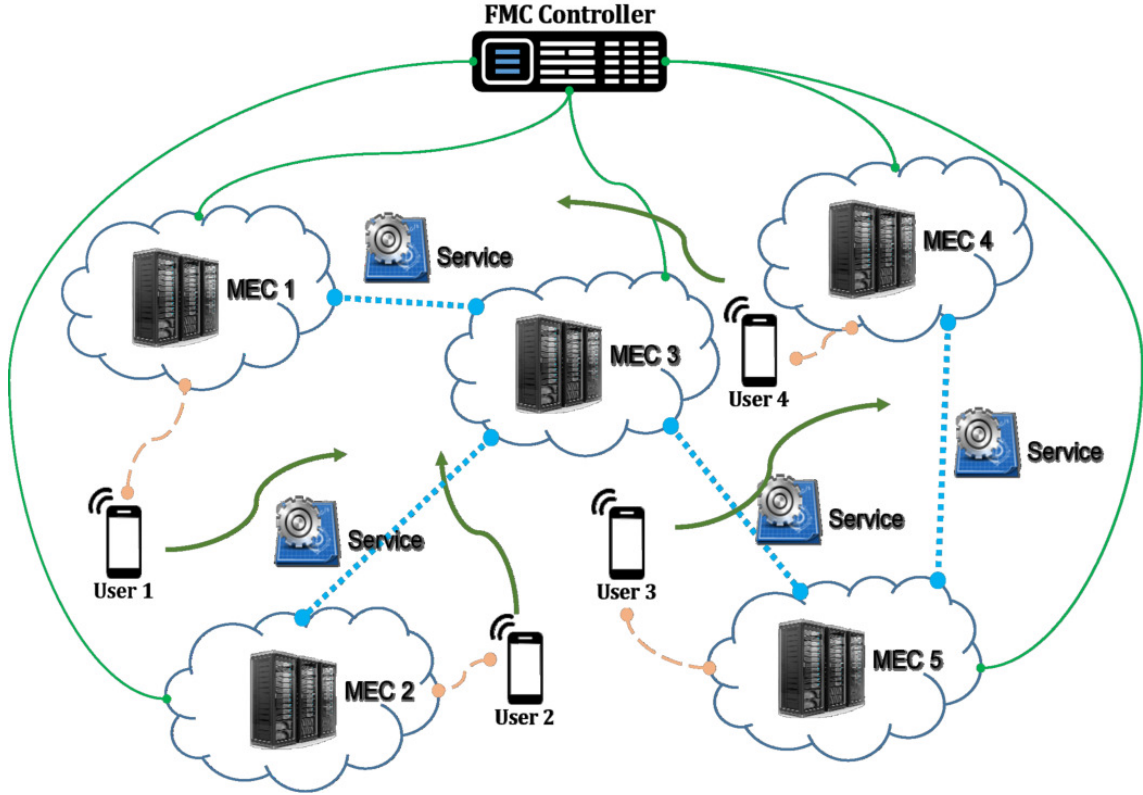 FMC Controller
MEC 4
Service
MEC 1
MEC 3
User 4
Service
Service
Service
User 1
User 3
MEC 5
MEC 2
User 2